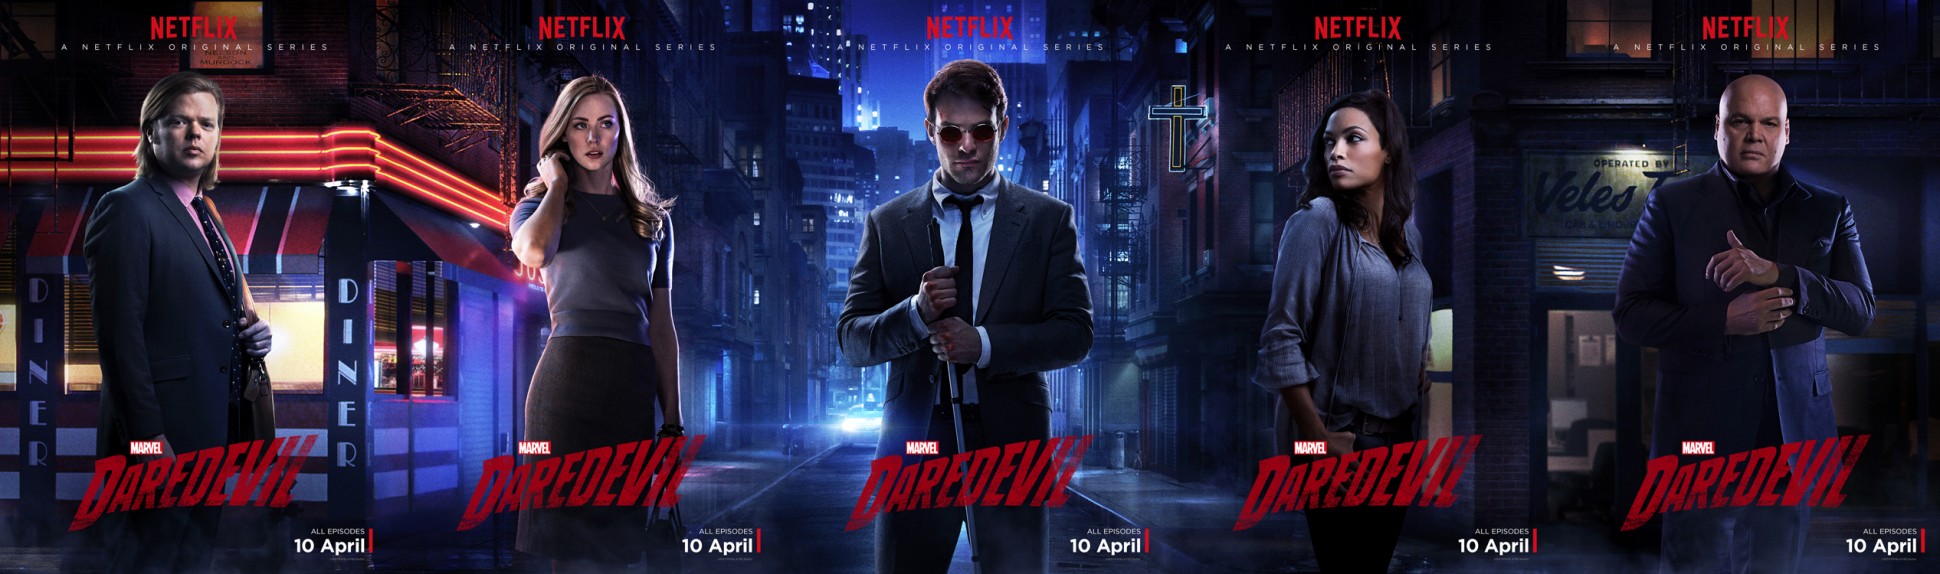 NETFLIX
A NETFLIX ORIGINAL SERIES
MURDOCK
DINER
DINER
MARVEL
DAREDEVIL
ALL EPISODES
10 April
NETFLIX
A NETFLIX ORIGINAL SERIES
MARVEL
DAREDEVIL
ALL EPISODES
10 April
NETFLIX
A NETFLIX ORIGINAL SERIES
MARVEL
DAREDEVIL
ALL EPISODES
10 April
NETFLIX
A NETFLIX ORIGINAL SERIES
MARVEL
DAREDEVIL
ALL EPISODES
10 April
NETFLIX
A NETFLIX ORIGINAL SERIES
OPERATED BY
Veles
MARVEL
DAREDEVIL
ALL EPISODES
10 April